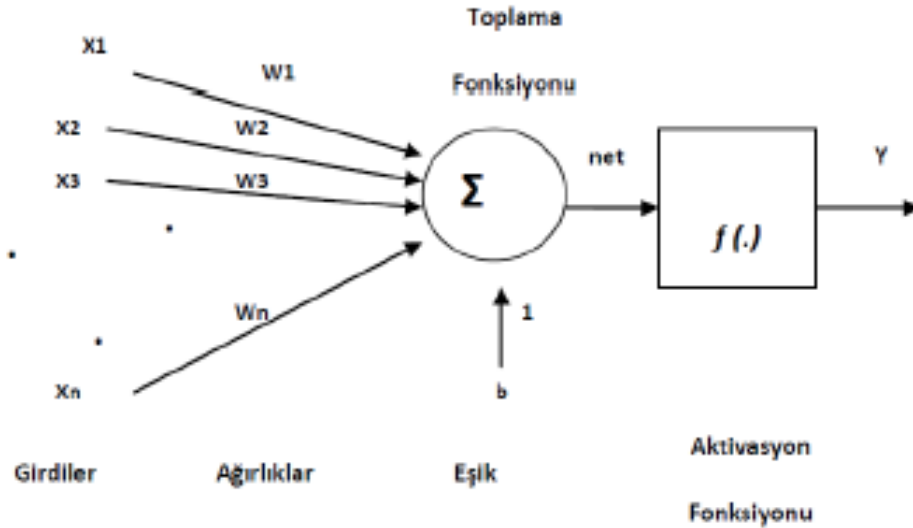 Toplama
Fonksiyonu
X1
W1
X2
W2
X3
W3
Σ
net
f (.)
Y
Wn
1
Xn
b
Girdiler
Ağırlıklar
Eşik
Aktivasyon
Fonksiyonu